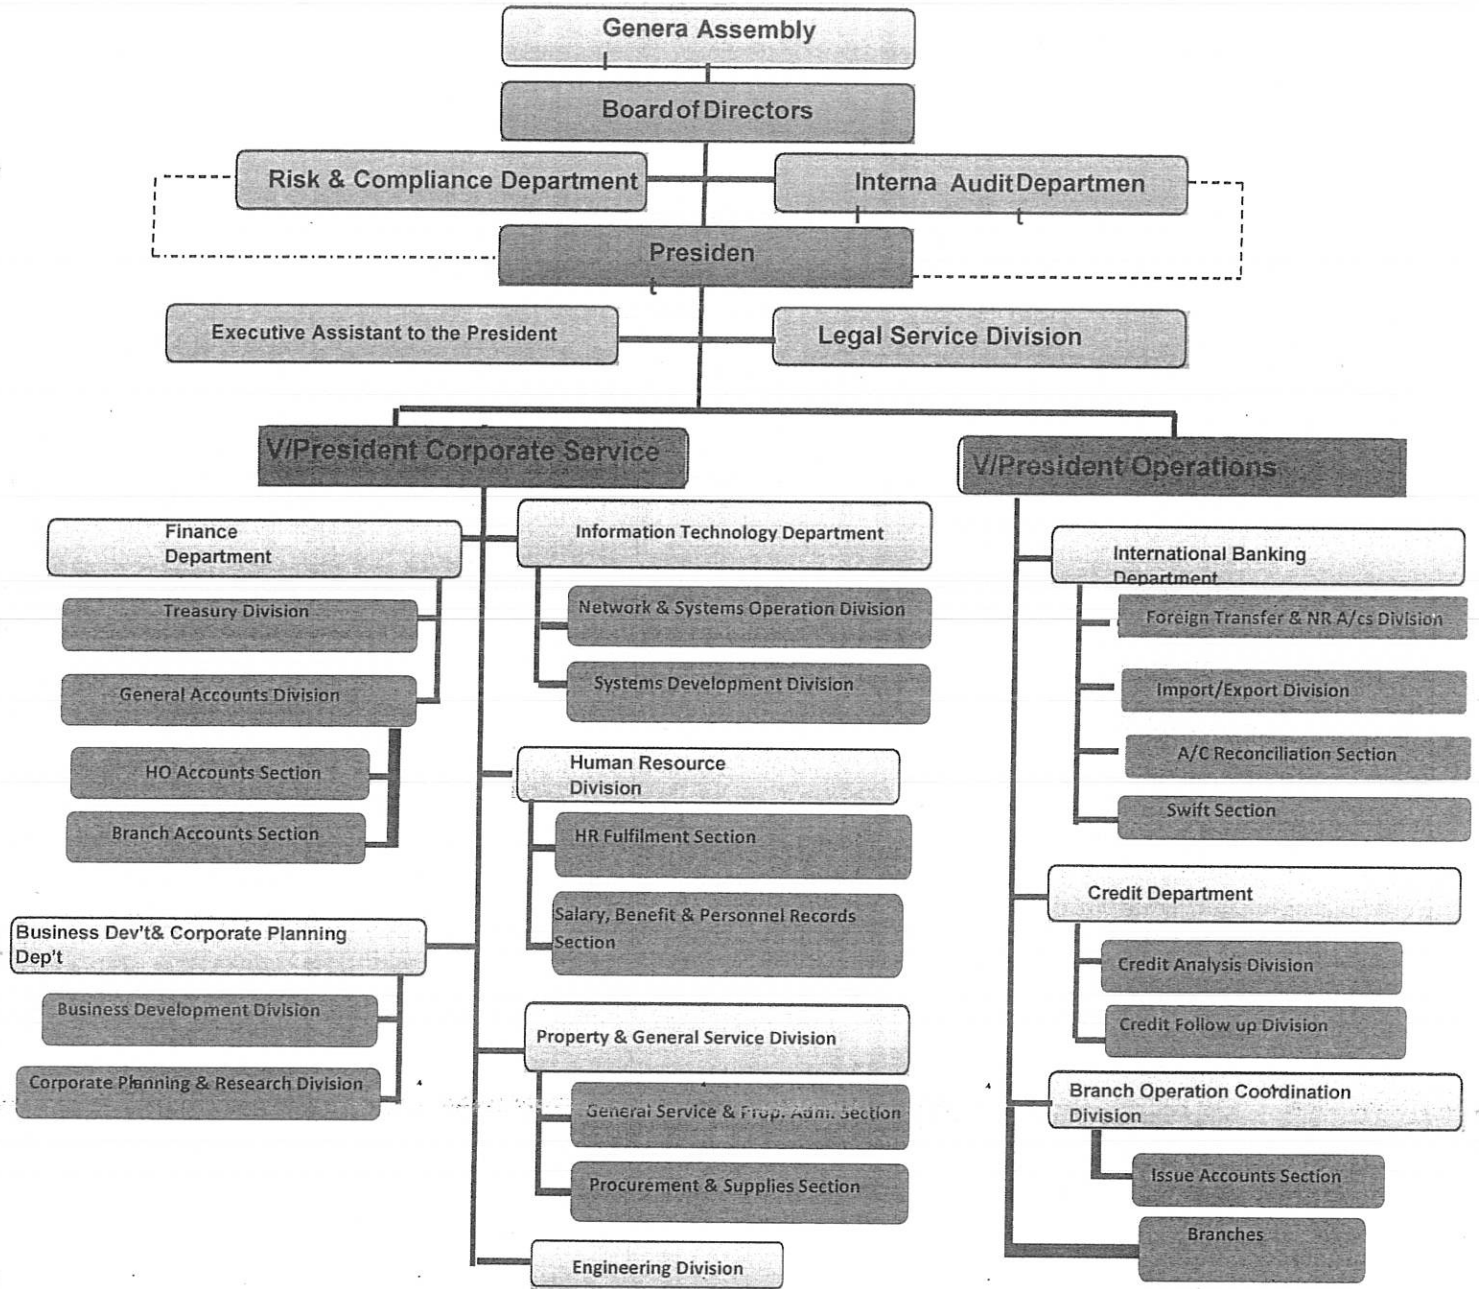 Genera Assembly
l
Board of Directors
Risk & Compliance Department
Interna Audit Departmen
l t
Presiden
t
Executive Assistant to the President
Legal Service Division
V/President Corporate Service
V/President Operations
Finance
Department
Treasury Division
General Accounts Division
HO Accounts Section
Branch Accounts Section
Business Dev't& Corporate Planning
Dep't
Business Development Division
Corporate Planning & Research Division
Information Technology Department
Network & Systems Operation Division
Systems Development Division
Human Resource
Division
HR Fulfilment Section
Salary, Benefit & Personnel Records
Section
Property & General Service Division
General Service & Prop. Adm. Section
Procurement & Supplies Section
Engineering Division
International Banking
Department
Foreign Transfer & NR A/cs Division
Import/Export Division
A/C Reconciliation Section
Swift Section
Credit Department
Credit Analysis Division
Credit Follow up Division
Branch Operation Coordination
Division
Issue Accounts Section
Branches